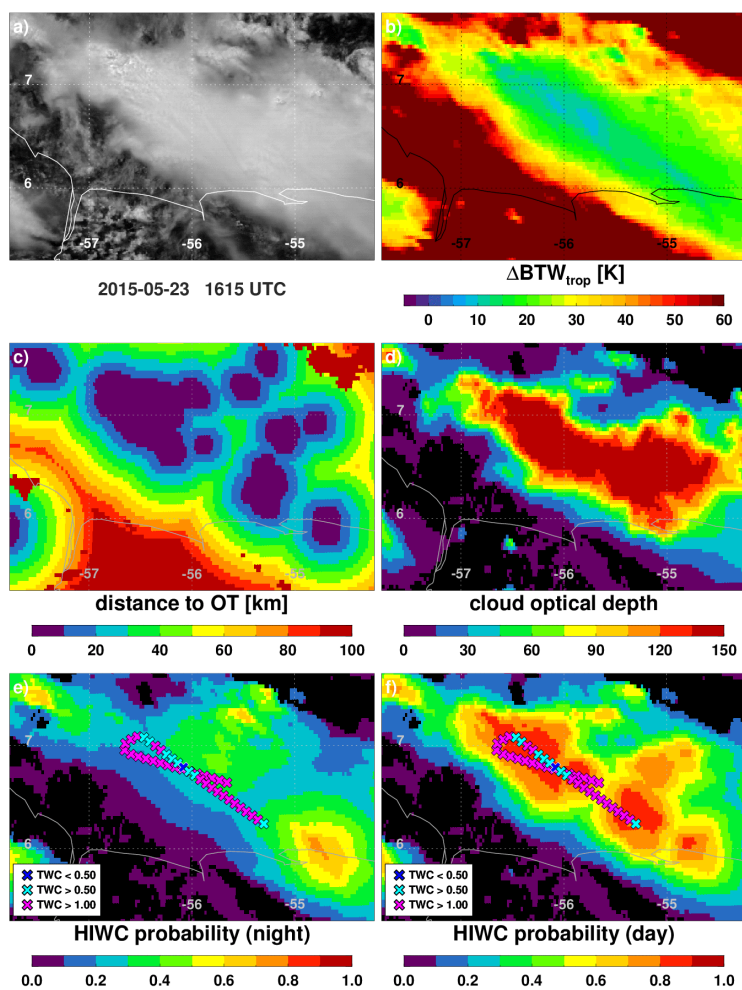 a)
7
6
-57
-56
-55
b)
7
6
-57
-56
-55
2015-05-23 1615 UTC
ΔBTWtrop [K]
0 10 20 30 40 50 60
c)
7
6
-57
-56
-55
d)
7
6
-57
-56
-55
distance to OT [km]
cloud optical depth
0 20 40 60 80 100
0 30 60 90 120 150
e)
7
6
-55
TWC < 0.50
TWC > 0.50
TWC > 1.00
f)
7
6
-55
TWC < 0.50
TWC > 0.50
TWC > 1.00
HIWC probability (night)
HIWC probability (day)
0.0 0.2 0.4 0.6 0.8 1.0
0.0 0.2 0.4 0.6 0.8 1.0